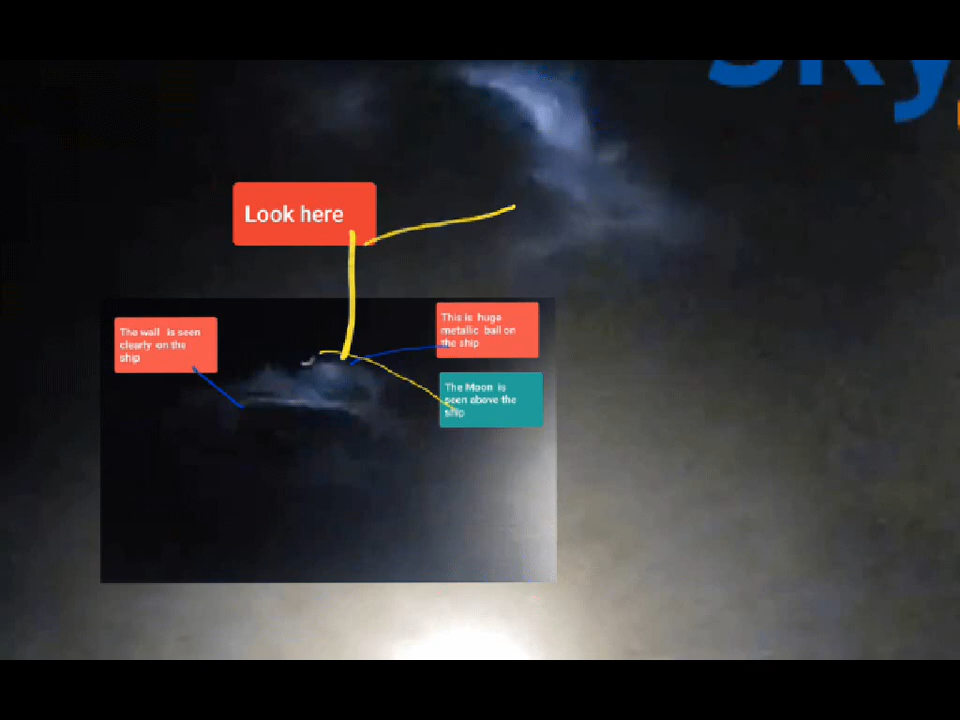 Sky
Look here
The wall is seen
clearly on the
ship
This is huge
metallic ball on
the ship
The Moon is
seen above the
ship